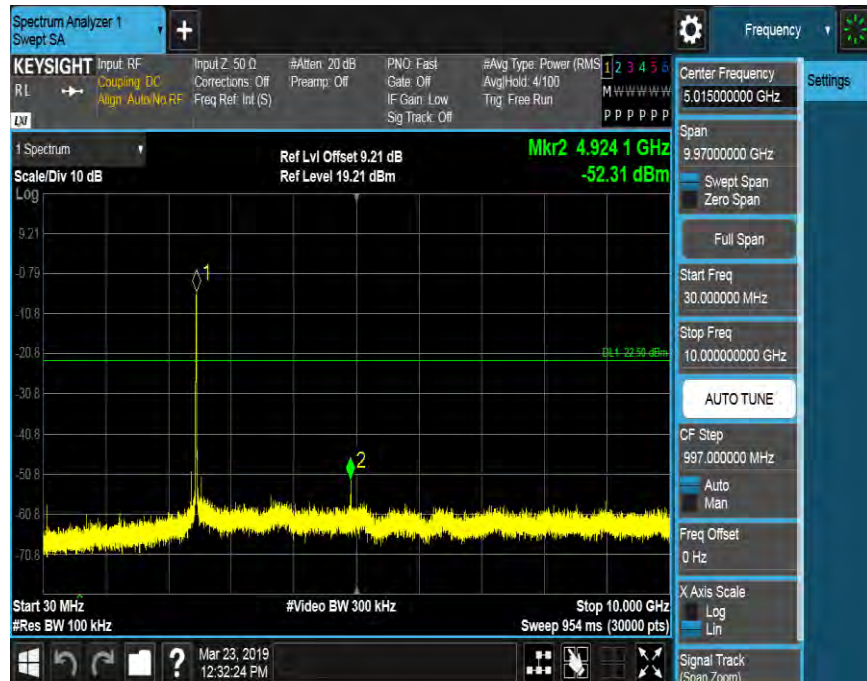 Spectrum Analyzer 1
Swept SA
+
Frequency
KEYSIGHT
RL
LXI
Input: RF
Coupling: DC
Align: Auto/No RF
Input Z: 50 Ω
Corrections: Off
Freq Ref: Int (S)
#Atten: 20 dB
Preamp: Off
PNO: Fast
Gate: Off
IF Gain: Low
Sig Track: Off
#Avg Type: Power (RMS
Avg|Hold: 4/100
Trig: Free Run
1 2 3 4 5 6
M W W W W W
P P P P P P
Settings
1 Spectrum
Scale/Div 10 dB
Ref Lvl Offset 9.21 dB
Ref Level 19.21 dBm
Mkr2 4.924 1 GHz
-52.31 dBm
Log
9.21
-0.79
-10.8
-20.8
-30.8
-40.8
-50.8
-60.8
-70.8
1
2
DL1 -22.50 dBm
Start 30 MHz
#Res BW 100 kHz
#Video BW 300 kHz
Stop 10.000 GHz
Sweep 954 ms (30000 pts)
Center Frequency
5.015000000 GHz
Span
9.97000000 GHz
Swept Span
Zero Span
Full Span
Start Freq
30.000000 MHz
Stop Freq
10.000000000 GHz
AUTO TUNE
CF Step
997.000000 MHz
Auto
Man
Freq Offset
0 Hz
X Axis Scale
Log
Lin
Signal Track
(Span Zoom)
?
Mar 23, 2019
12:32:24 PM